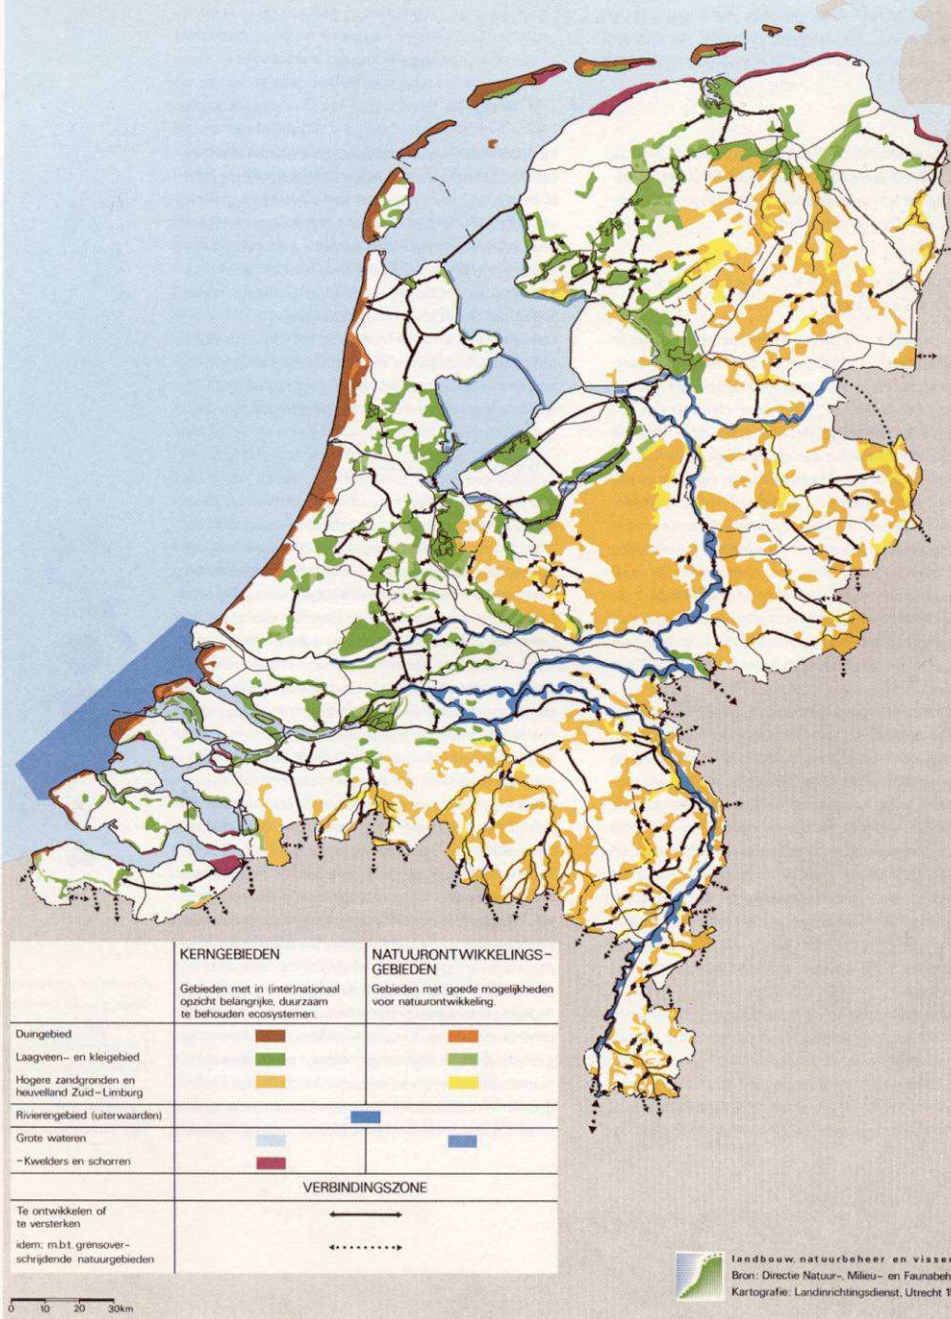 KERNGEBIEDEN
Gebieden met in (inter)nationaal
opzicht belangrijke, duurzaam
te behouden ecosystemen.
NATUURONTWIKKELINGS-
GEBIEDEN
Gebieden met goede mogelijkheden
voor natuurontwikkeling.
Duingebied
Laagveen- en kleigebied
Hogere zandgronden en
heuvelland Zuid-Limburg
Rivierengebied (uiterwaarden)
Grote wateren
-Kwelders en schorren
VERBINDINGSZONE
Te ontwikkelen of
te versterken
idem; m.b.t. grensover-
schrijdende natuurgebieden
0 10 20 30km
landbouw, natuurbeheer en
Bron: Directie Natuur-, Milieu- en
Kartografie: Landinrichtingsdienst, Utrecht